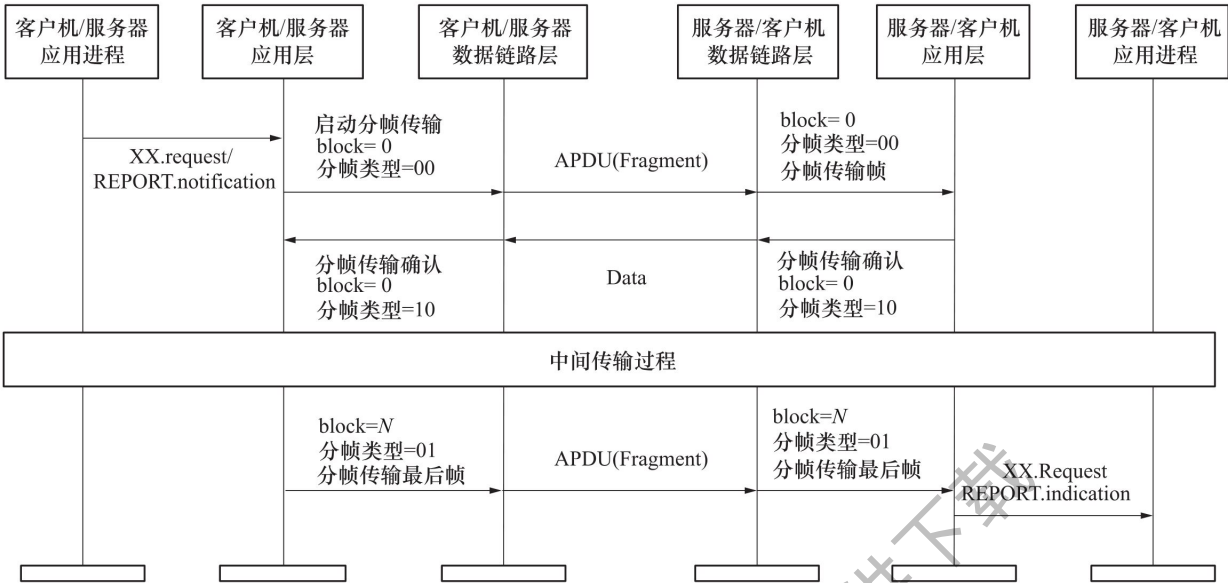 客户机/服务器
应用进程
客户机/服务器
应用层
客户机/服务器
数据链路层
服务器/客户机
数据链路层
服务器/客户机
应用层
服务器/客户机
应用进程
XX.request/
REPORT.notification
启动分帧传输
block= 0
分帧类型=00
APDU(Fragment)
block= 0
分帧类型=00
分帧传输帧
分帧传输确认
block= 0
分帧类型=10
Data
分帧传输确认
block= 0
分帧类型=10
中间传输过程
block=N
分帧类型=01
分帧传输最后帧
APDU(Fragment)
block=N
分帧类型=01
分帧传输最后帧
XX.Request
REPORT.indication
下载